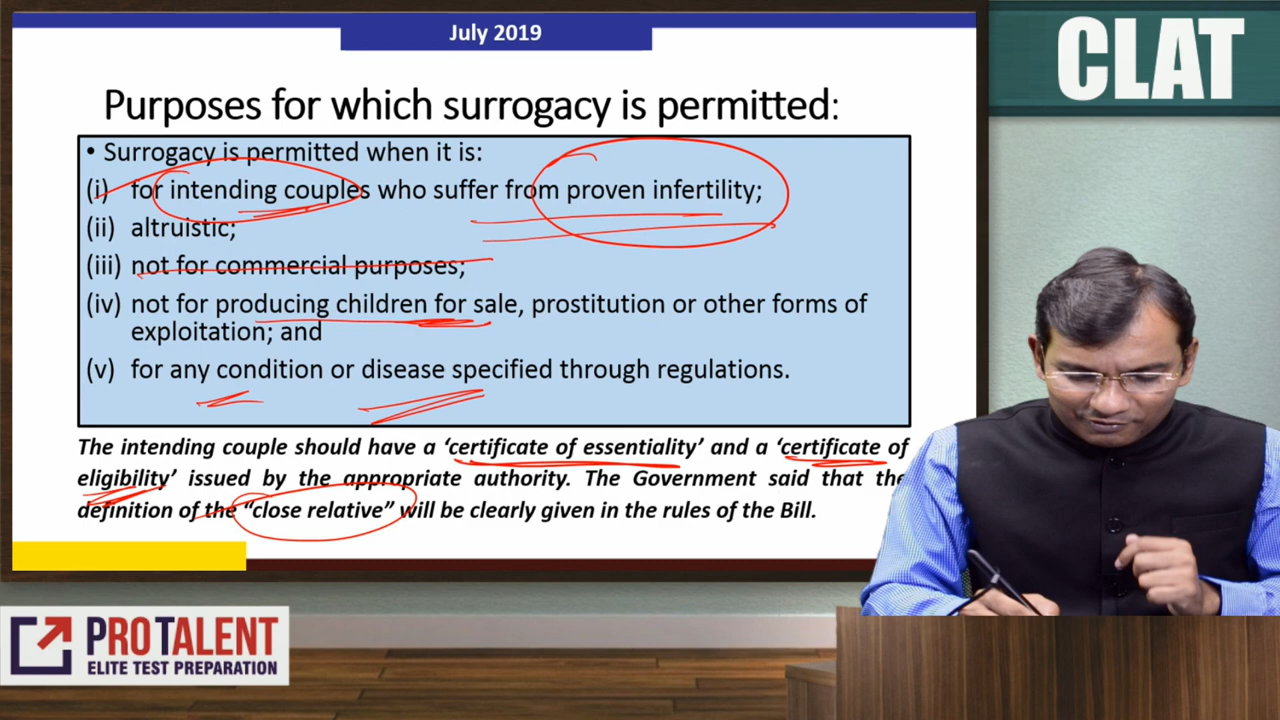 July 2019
CLAT
Purposes for which surrogacy is permitted:
• Surrogacy is permitted when it is:
(i) for intending couples who suffer from proven infertility;
(ii) altruistic;
(iii) not for commercial purposes;
(iv) not for producing children for sale, prostitution or other forms of
exploitation; and
(v) for any condition or disease specified through regulations.
The intending couple should have a ‘certificate of essentiality’ and a ‘certificate of
eligibility’ issued by the appropriate authority. The Government said that the
definition of the “close relative” will be clearly given in the rules of the Bill.
PROTALENT
ELITE TEST PREPARATION